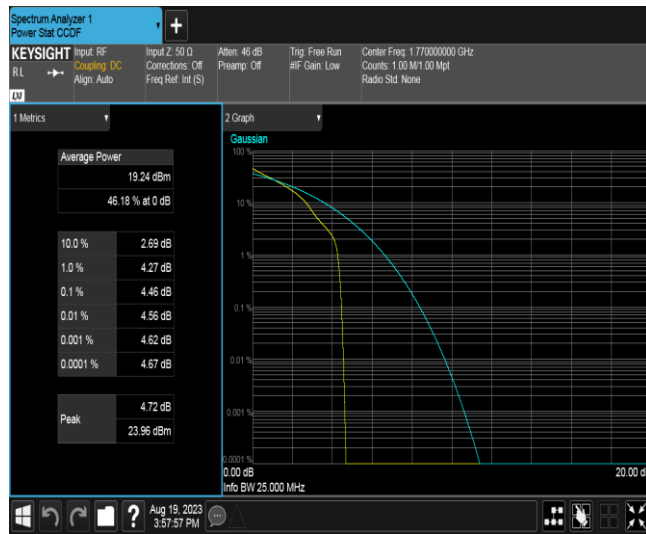 Spectrum Analyzer 1
Power Stat CCDF
+
KEYSIGHT
RL
LXI
Input: RF
Coupling: DC
Align: Auto
Input Z: 50 Ω
Corrections: Off
Freq Ref: Int (S)
Atten: 46 dB
Preamp: Off
Trig: Free Run
#IF Gain: Low
Center Freq: 1.770000000 GHz
Counts: 1.00 M/1.00 Mpt
Radio Std: None
1 Metrics
Average Power
19.24 dBm
46.18 % at 0 dB
10.0 % 2.69 dB
1.0 % 4.27 dB
0.1 % 4.46 dB
0.01 % 4.56 dB
0.001 % 4.62 dB
0.0001 % 4.67 dB
Peak
4.72 dB
23.96 dBm
2 Graph
Gaussian
100 %
10 %
1 %
0.1 %
0.01 %
0.001 %
0.0001 %
0.00 dB
20.00 d
Info BW 25.000 MHz
?
Aug 19, 2023
3:57:57 PM